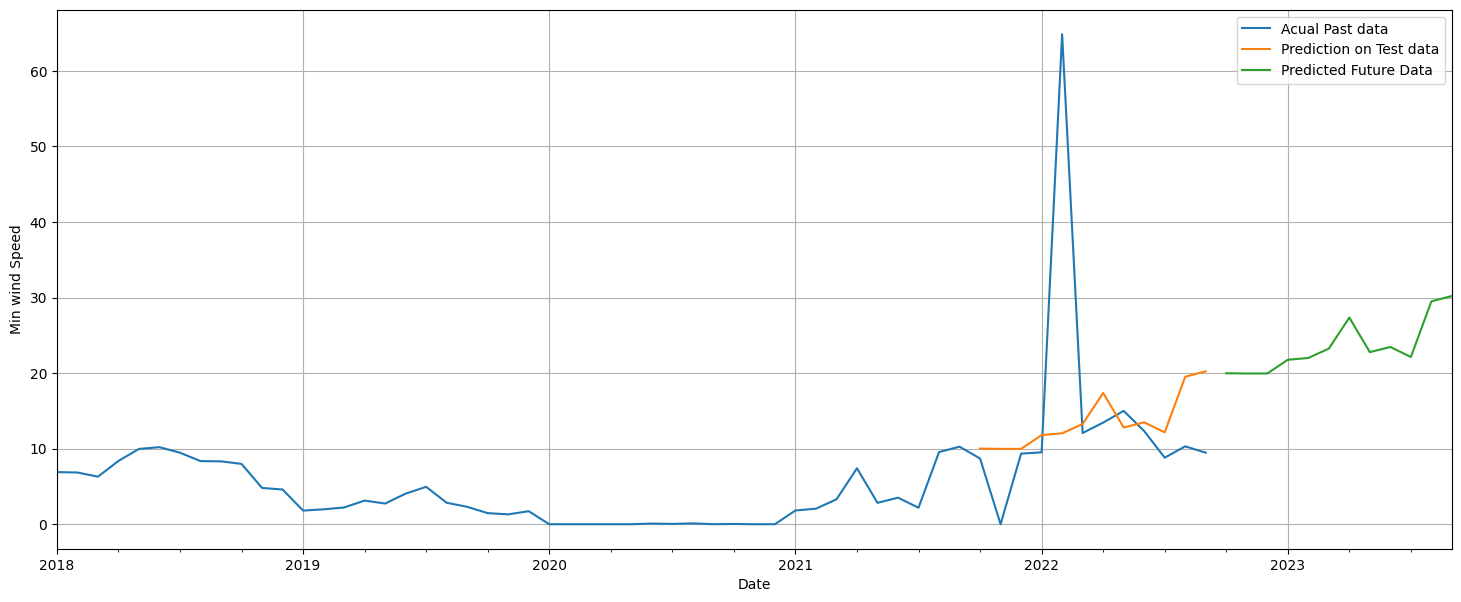 Acual Past data
Prediction on Test data
Predicted Future Data
Min wind Speed
60
50
40
30
20
10
0
2018 2019 2020 2021 2022 2023
Date